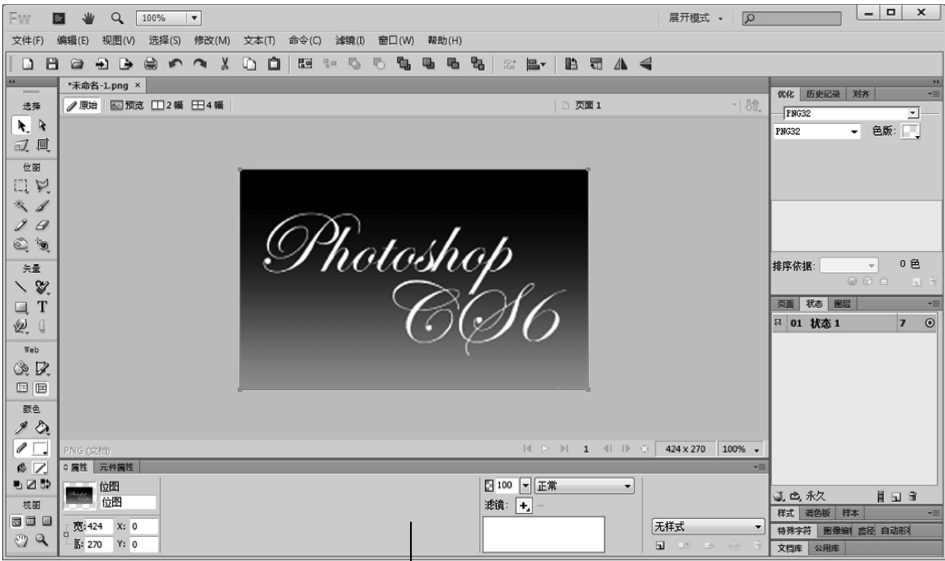 Fw Br 100% 展开模式
文件(F) 编辑(E) 视图(V) 选择(S) 修改(M) 文本(T) 命令(C) 滤镜(I) 窗口(W) 帮助(H)
*未命名-1.png ×
原始 预览 2 幅 4 幅 页面 1
选择
位图
矢量
T
Web
颜色
视图
Photoshop
CS6
PNG (文档) 1 424 x 270 100%
属性 元件属性
位图
位图
宽: 424 X: 0
高: 270 Y: 0
100 正常
滤镜:
无样式
优化 历史记录 对齐
PNG32
PNG32 色版:
排序依据: 0 色
页面 状态 图层
01 状态 1 7
永久
样式 调色板 样本
特殊字符 图像编辑 路径 自动形
文档库 公用库